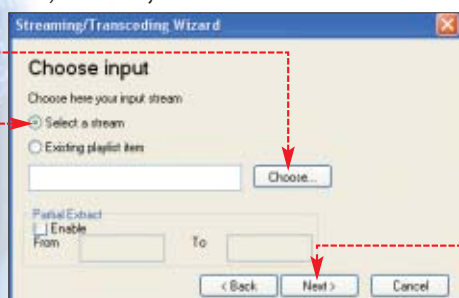 Streaming/Transcoding Wizard
Choose input
Choose here your input stream
Select a stream
Existing playlist item
Choose...
Partial Extract
Enable
From To
< Back Next > Cancel